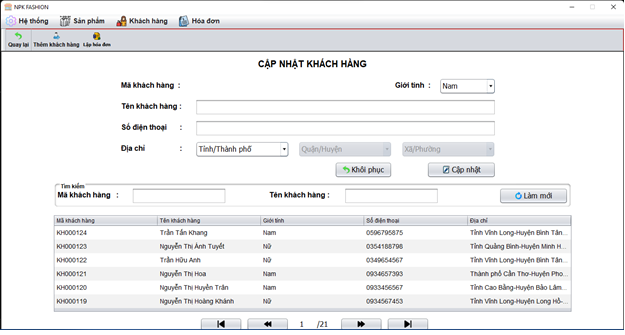 NPK FASHION
Hệ thống Sản phẩm Khách hàng Hóa đơn
Quay lại Thêm khách hàng Lập hóa đơn
CẬP NHẬT KHÁCH HÀNG
Mã khách hàng : Giới tính : Nam
Tên khách hàng :
Số điện thoại :
Địa chỉ : Tỉnh/Thành phố Quận/Huyện Xã/Phường
Khôi phục Cập nhật
Tìm kiếm
Mã khách hàng : Tên khách hàng : Làm mới
Mã khách hàng Tên khách hàng Giới tính Số điện thoại Địa chỉ
KH000124 Trần Tấn Khang Nam 0596795875 Tỉnh Vĩnh Long-Huyện Bình Tân...
KH000123 Nguyễn Thị Ánh Tuyết Nữ 0354188798 Tỉnh Quảng Bình-Huyện Minh H...
KH000122 Trần Hữu Anh Nữ 0349654567 Tỉnh Vĩnh Long-Huyện Bình Tân...
KH000121 Nguyễn Thị Hoa Nam 0934657393 Thành phố Cần Thơ-Huyện Pho...
KH000120 Nguyễn Thị Huyền Trân Nam 0933456567 Tỉnh Cao Bằng-Huyện Bảo Lâm...
KH000119 Nguyễn Thị Hoàng Khánh Nữ 0934567453 Tỉnh Vĩnh Long-Huyện Long Hồ-...
1 /21